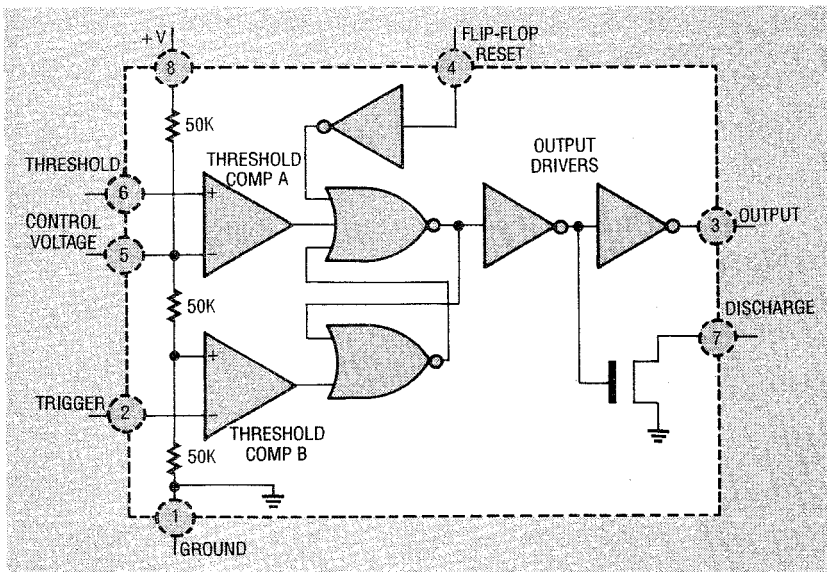 +V
8
FLIP-FLOP
RESET
4
50K
THRESHOLD
6
THRESHOLD
COMP A
+
−
OUTPUT
DRIVERS
CONTROL
VOLTAGE
5
3
OUTPUT
50K
DISCHARGE
7
+
−
TRIGGER
2
THRESHOLD
COMP B
50K
1
GROUND